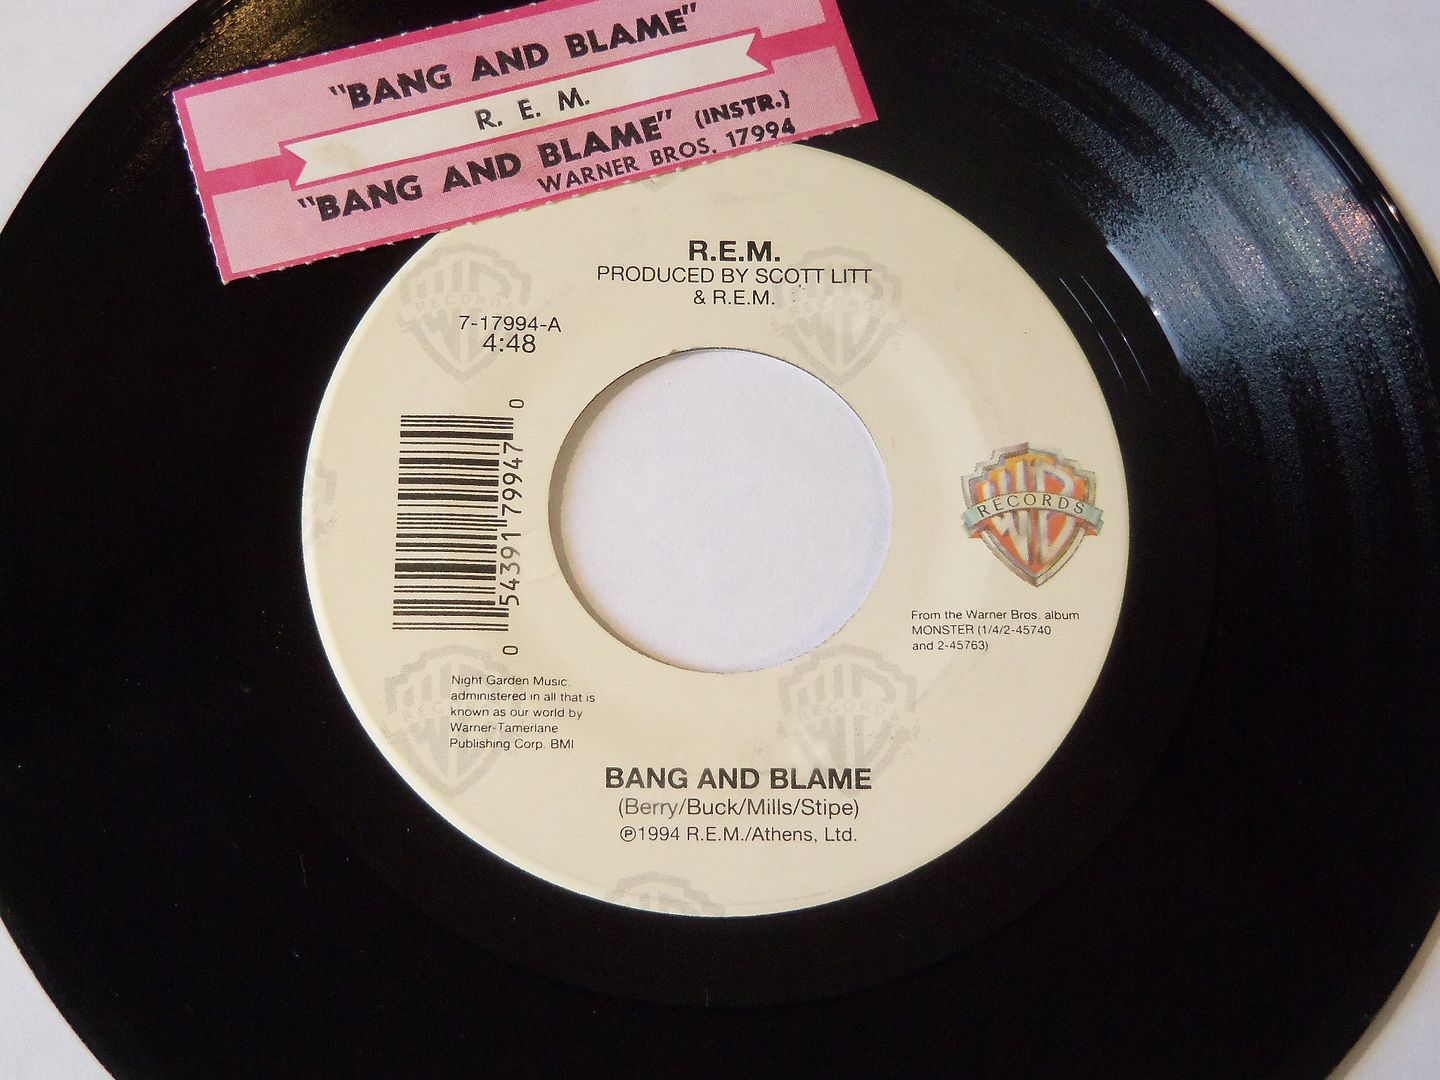 "BANG AND BLAME"
R. E. M.
"BANG AND BLAME" (INSTR.)
WARNER BROS. 17994
R.E.M.
PRODUCED BY SCOTT LITT
& R.E.M.
7-17994-A
4:48
0 54391 79947 0
RECORDS
From the Warner Bros. album
MONSTER (1/4/2-45740
and 2-45763)
Night Garden Music.
administered in all that is
known as our world by
Warner-Tamerlane
Publishing Corp. BMI
BANG AND BLAME
(Berry/Buck/Mills/Stipe)
℗1994 R.E.M./Athens, Ltd.